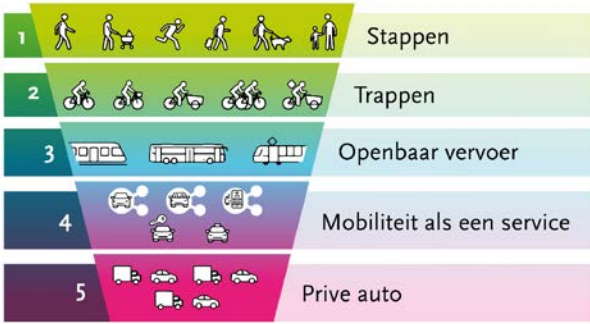 1 Stappen
2 Trappen
3 Openbaar vervoer
4 Mobiliteit als een service
5 Prive auto